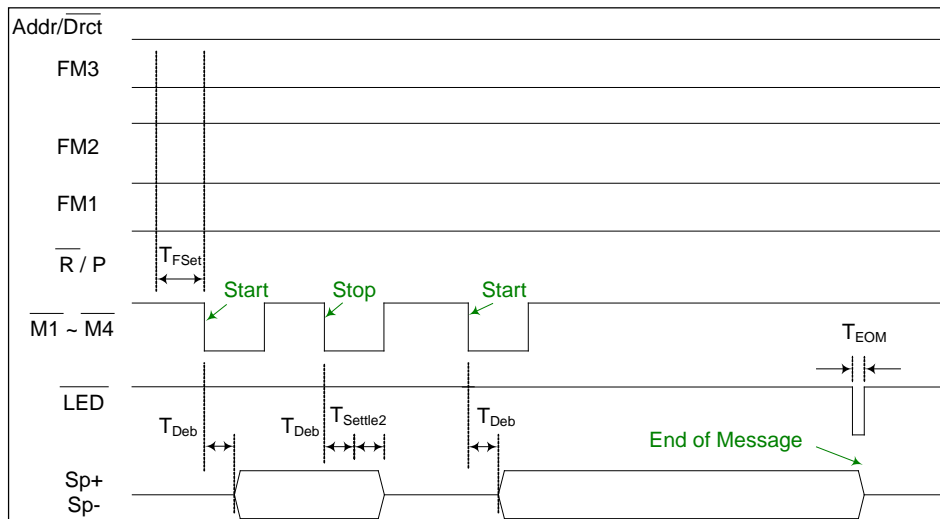 Addr/Drct
FM3
FM2
FM1
R / P
TFSet
Start
Stop
Start
M1 ~ M4
TEOM
LED
TDeb
TDeb
TSettle2
TDeb
End of Message
Sp+
Sp-